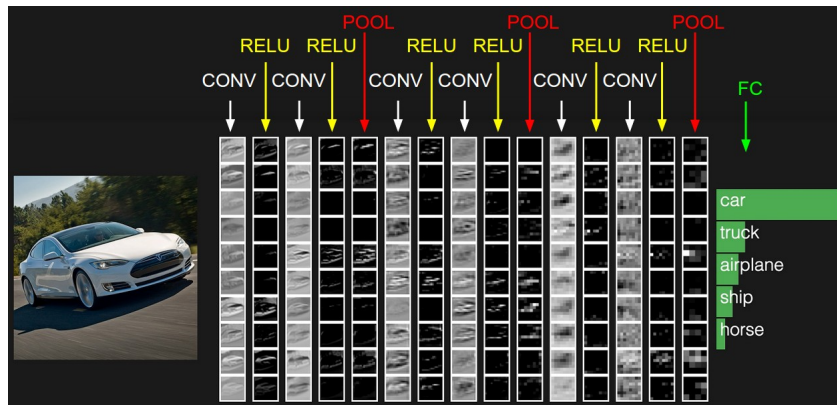 POOL POOL POOL
RELU RELU RELU RELU RELU RELU
CONV CONV CONV CONV CONV CONV
FC
car
truck
airplane
ship
horse